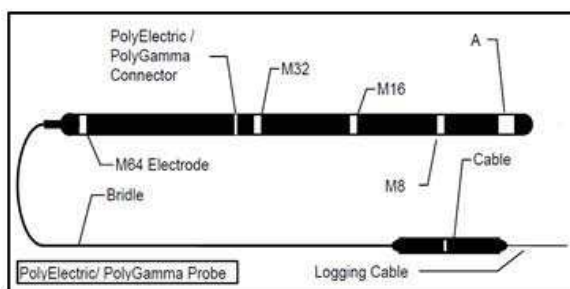 PolyElectric /
PolyGamma
Connector
A
M32
M16
M64 Electrode
M8
Cable
Bridle
PolyElectric/ PolyGamma Probe
Logging Cable